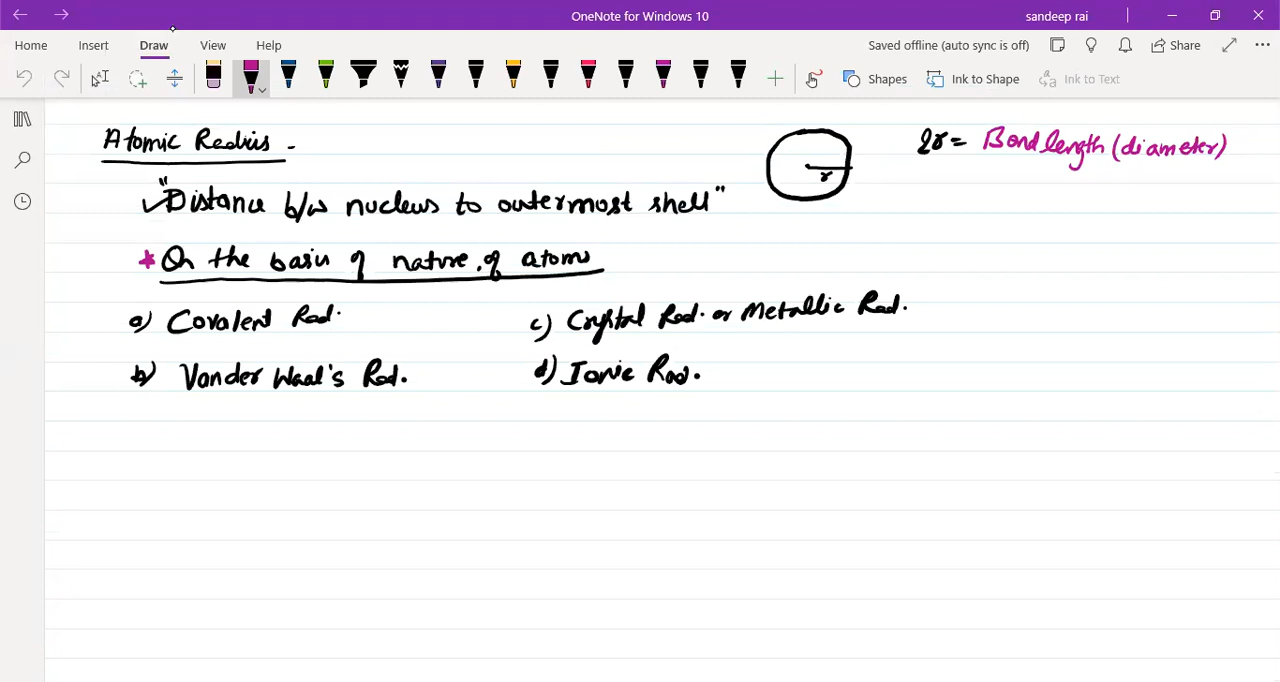 OneNote for Windows 10
sandeep rai
Home Insert Draw View Help
Saved offline (auto sync is off)
Share
Shapes
Ink to Shape
Ink to Text
Atomic Radius -
r
2r = Bond length (diameter)
"Distance b/w nucleus to outermost shell"
* On the basis of nature of atoms
a) Covalent Rad.
c) Crystal Rad. or Metallic Rad.
b) Vander Waal's Rad.
d) Ionic Rad.